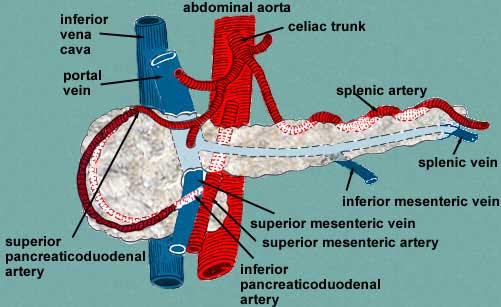 abdominal aorta
inferior
vena
cava
celiac trunk
portal
vein
splenic artery
splenic vein
inferior mesenteric vein
superior mesenteric vein
superior mesenteric artery
superior
pancreaticoduodenal
artery
inferior
pancreaticoduodenal
artery